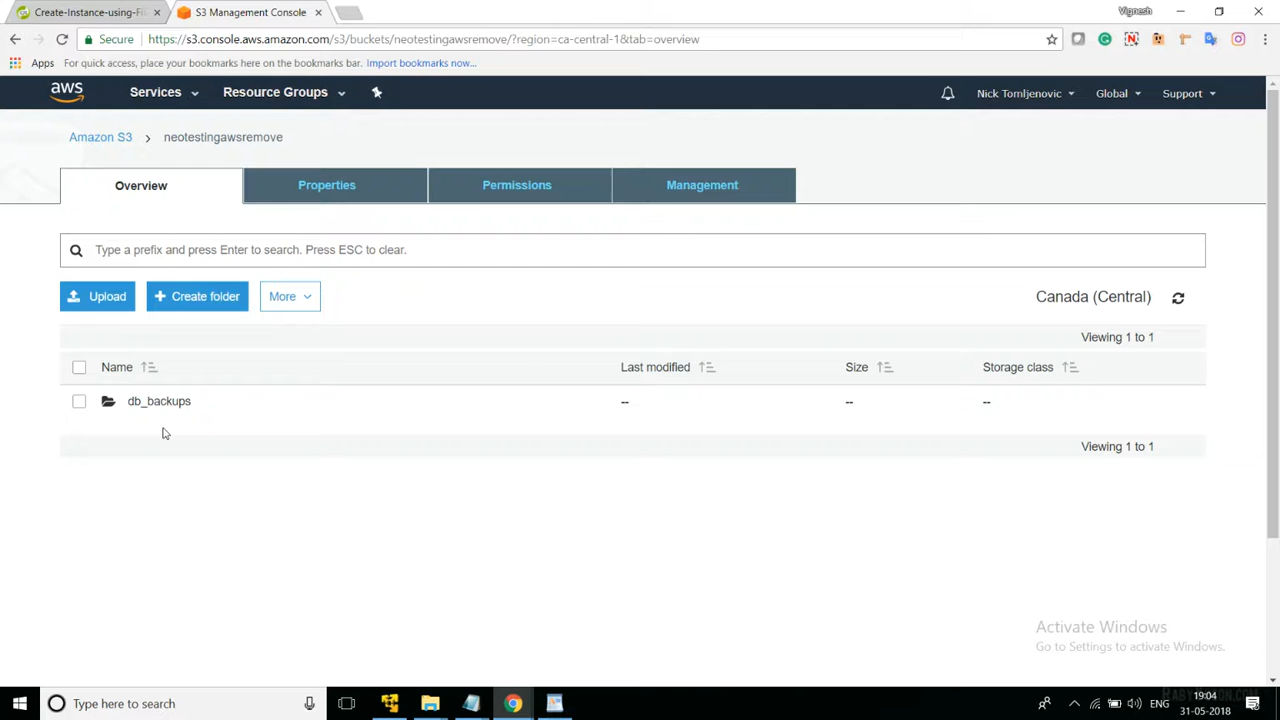 Create-Instance-using-Fi
S3 Management Console
Vignesh
Secure
https://s3.console.aws.amazon.com/s3/buckets/neotestingawsremove/?region=ca-central-1&tab=overview
Apps
For quick access, place your bookmarks here on the bookmarks bar. Import bookmarks now...
aws
Services
Resource Groups
Nick Tomljenovic
Global
Support
Amazon S3
neotestingawsremove
Overview
Properties
Permissions
Management
Type a prefix and press Enter to search. Press ESC to clear.
Upload
Create folder
More
Canada (Central)
Viewing 1 to 1
Name
Last modified
Size
Storage class
db_backups
--
--
--
Viewing 1 to 1
Activate Windows
Go to Settings to activate Windows.
Type here to search
ENG
19:04
31-05-2018